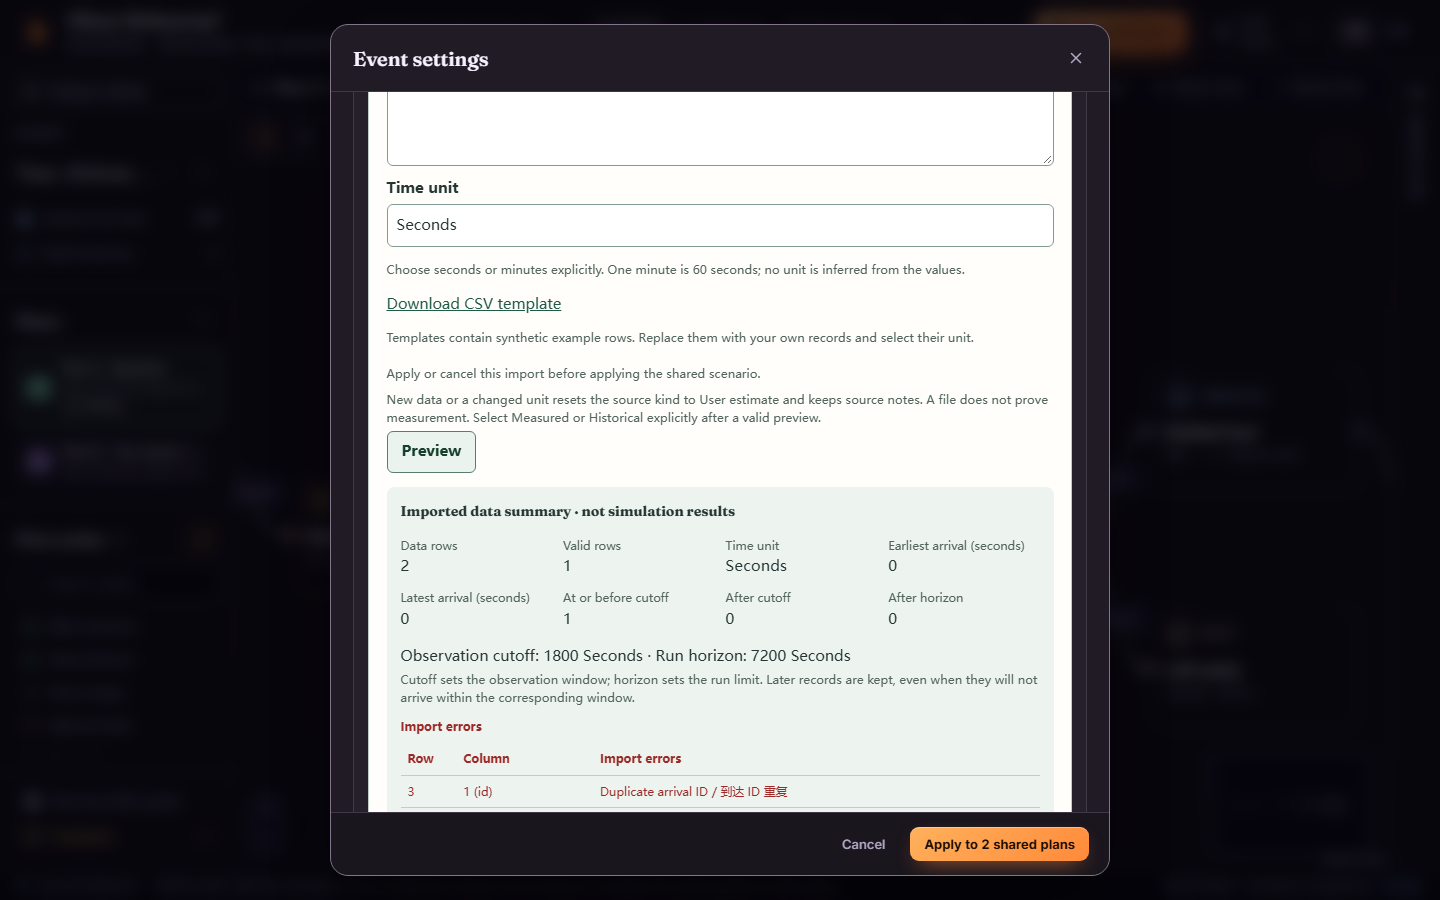 Event settings
Time unit
Seconds
Choose seconds or minutes explicitly. One minute is 60 seconds; no unit is inferred from the values.
Download CSV template
Templates contain synthetic example rows. Replace them with your own records and select their unit.
Apply or cancel this import before applying the shared scenario.
New data or a changed unit resets the source kind to User estimate and keeps source notes. A file does not prove
measurement. Select Measured or Historical explicitly after a valid preview.
Preview
Imported data summary · not simulation results
Data rows Valid rows Time unit Earliest arrival (seconds)
2 1 Seconds 0
Latest arrival (seconds) At or before cutoff After cutoff After horizon
0 1 0 0
Observation cutoff: 1800 Seconds · Run horizon: 7200 Seconds
Cutoff sets the observation window; horizon sets the run limit. Later records are kept, even when they will not
arrive within the corresponding window.
Import errors
Row Column Import errors
3 1 (id) Duplicate arrival ID / 到达 ID 重复
Cancel Apply to 2 shared plans